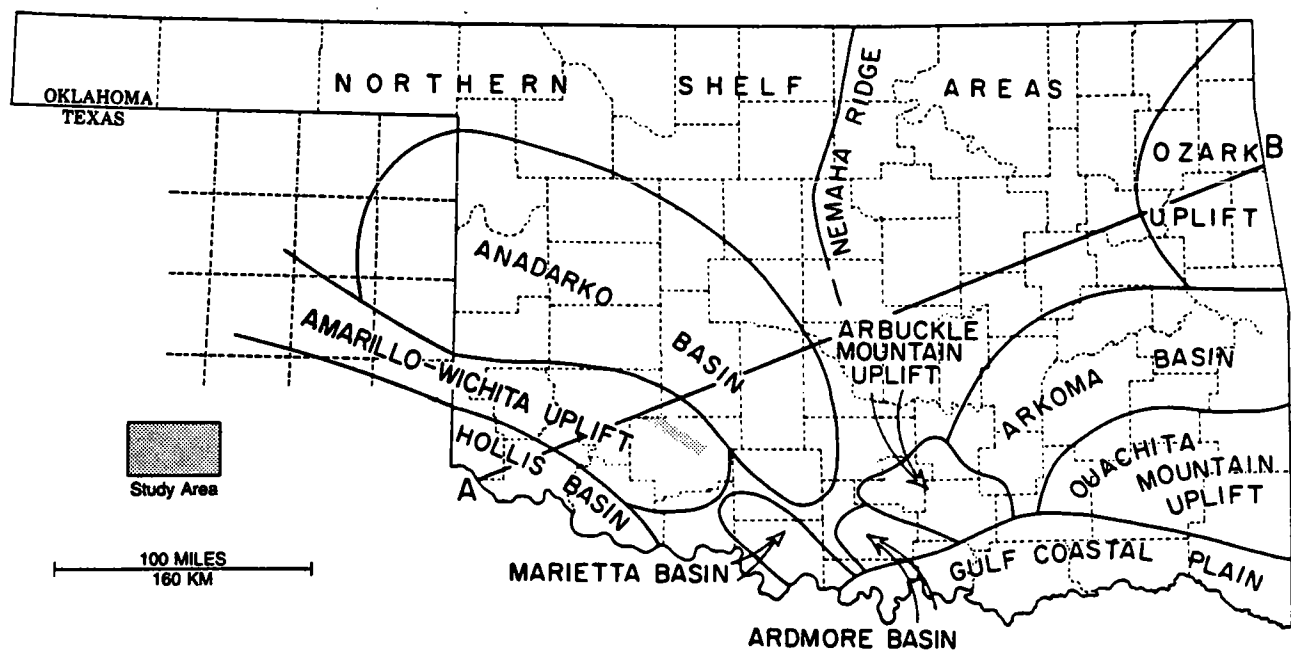 NORTHERN SHELF AREAS
OKLAHOMA
TEXAS
NEMAHA RIDGE
OZARK
UPLIFT
B
ANADARKO
BASIN
AMARILLO-WICHITA UPLIFT
ARBUCKLE
MOUNTAIN
UPLIFT
ARKOMA BASIN
HOLLIS BASIN
A
OUACHITA
MOUNTAIN
UPLIFT
Study Area
100 MILES
160 KM
MARIETTA BASIN
GULF COASTAL PLAIN
ARDMORE BASIN